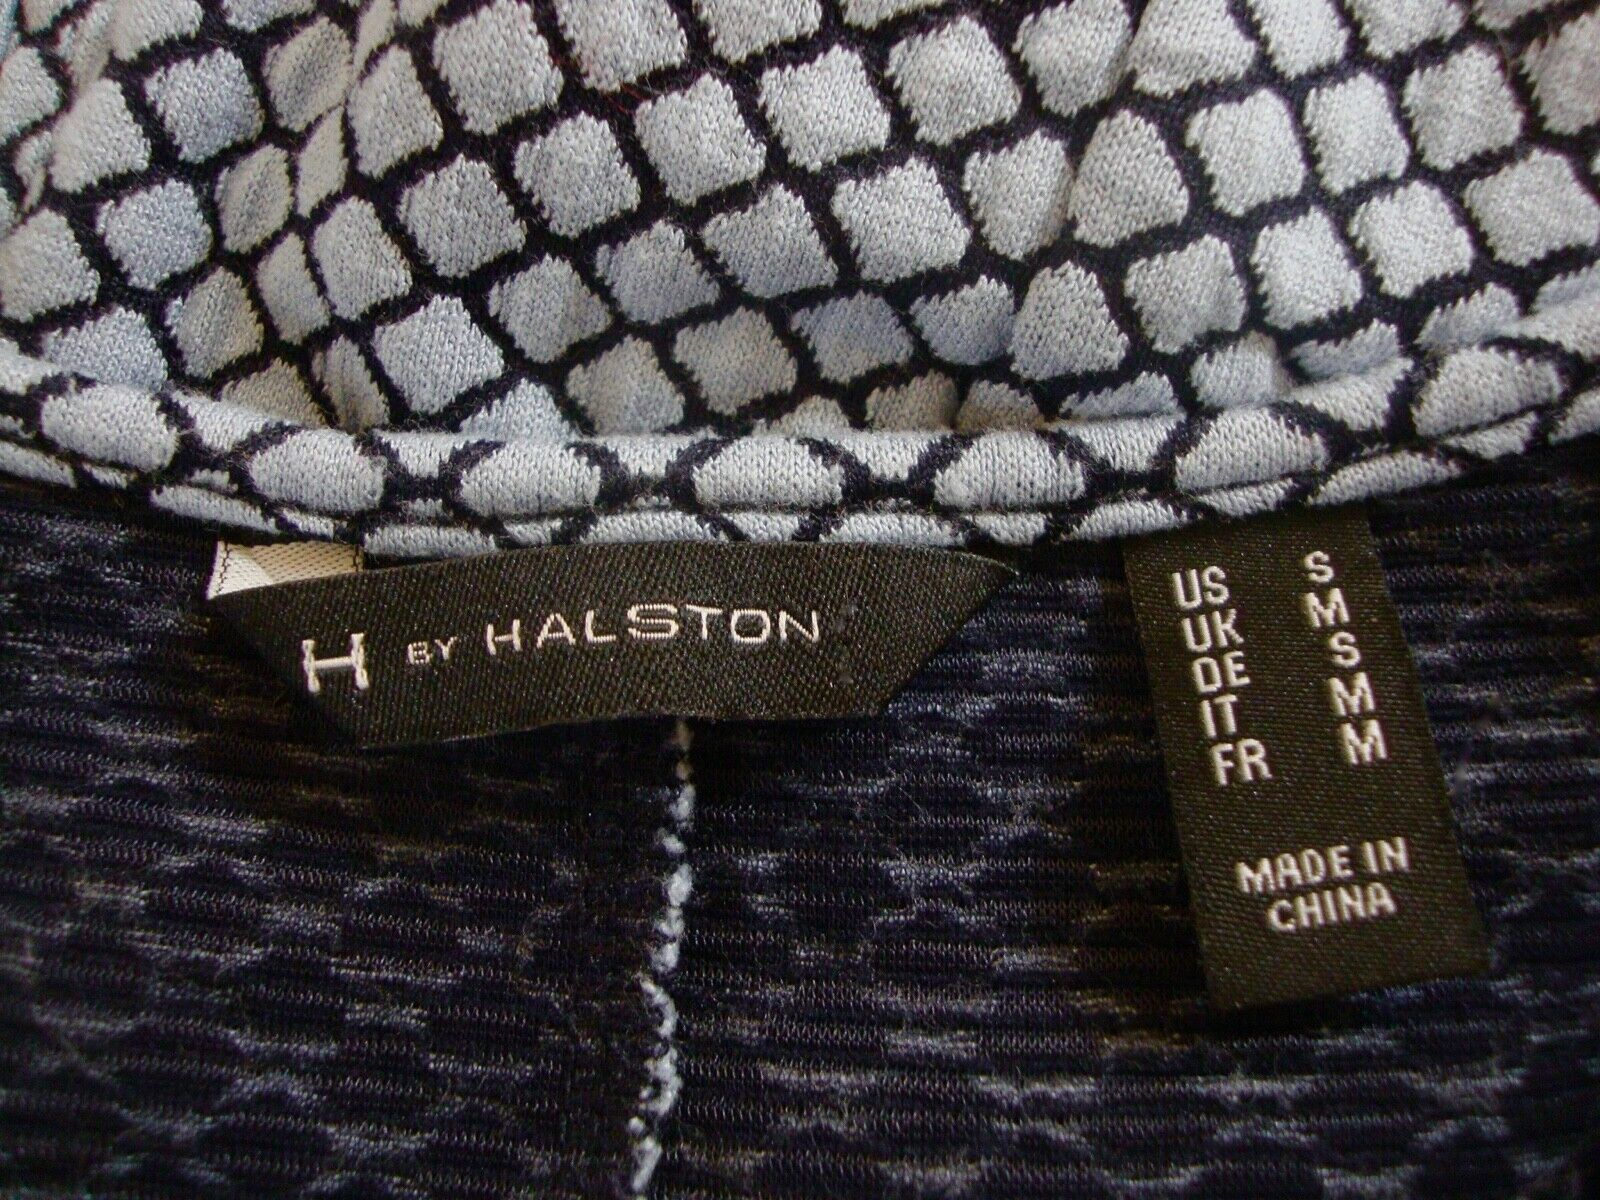 H BY HALSTON
US S
UK M
DE S
IT M
FR M
MADE IN
CHINA